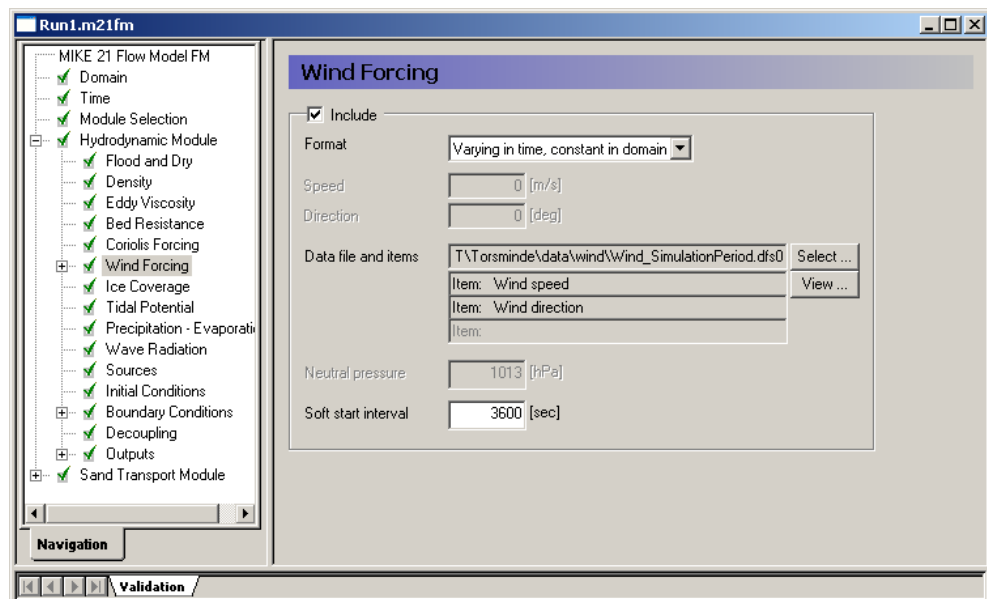 Run1.m21fm
MIKE 21 Flow Model FM
Domain
Time
Module Selection
Hydrodynamic Module
Flood and Dry
Density
Eddy Viscosity
Bed Resistance
Coriolis Forcing
Wind Forcing
Ice Coverage
Tidal Potential
Precipitation - Evaporati
Wave Radiation
Sources
Initial Conditions
Boundary Conditions
Decoupling
Outputs
Sand Transport Module
Navigation
Wind Forcing
Include
Format Varying in time, constant in domain
Speed 0 [m/s]
Direction 0 [deg]
Data file and items T\Torsminde\data\wind\Wind_SimulationPeriod.dfs0 Select ...
Item: Wind speed View ...
Item: Wind direction
Item:
Neutral pressure 1013 [hPa]
Soft start interval 3600 [sec]
Validation